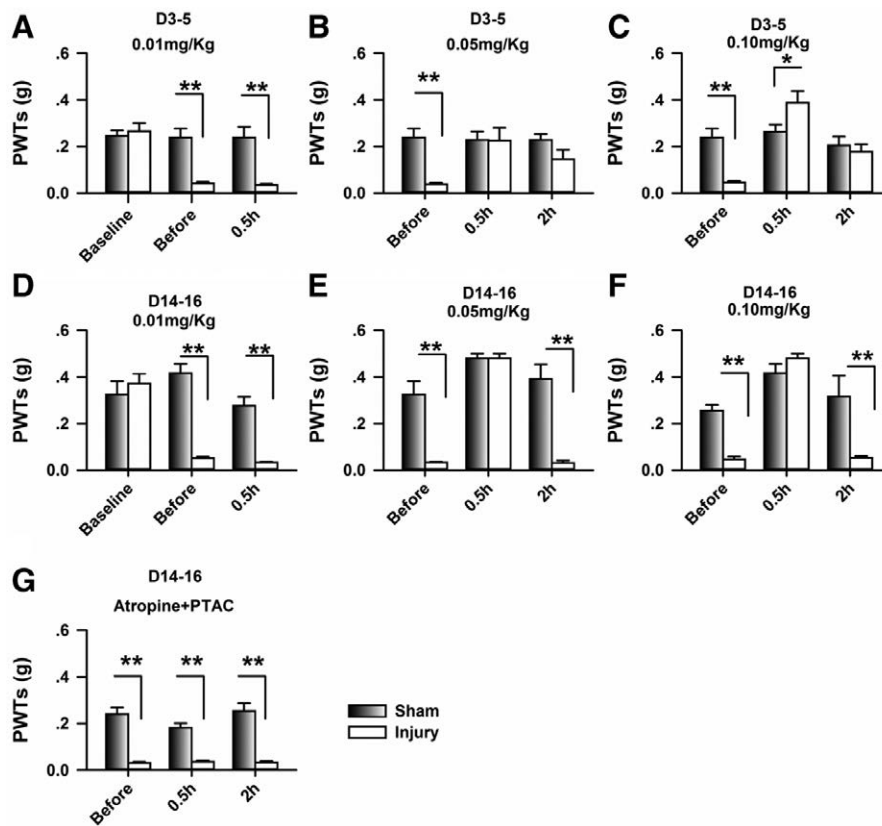 A
D3-5
0.01mg/Kg
PWTs (g)
.6
.4
.2
0.0
**
**
Baseline
Before
0.5h
B
D3-5
0.05mg/Kg
PWTs (g)
.6
.4
.2
0.0
**
Before
0.5h
2h
C
D3-5
0.10mg/Kg
PWTs (g)
.6
.4
.2
0.0
**
*
Before
0.5h
2h
D
D14-16
0.01mg/Kg
PWTs (g)
.6
.4
.2
0.0
**
**
Baseline
Before
0.5h
E
D14-16
0.05mg/Kg
PWTs (g)
.6
.4
.2
0.0
**
**
Before
0.5h
2h
F
D14-16
0.10mg/Kg
PWTs (g)
.6
.4
.2
0.0
**
**
Before
0.5h
2h
G
D14-16
Atropine+PTAC
PWTs (g)
.6
.4
.2
0.0
**
**
**
Before
0.5h
2h
Sham
Injury